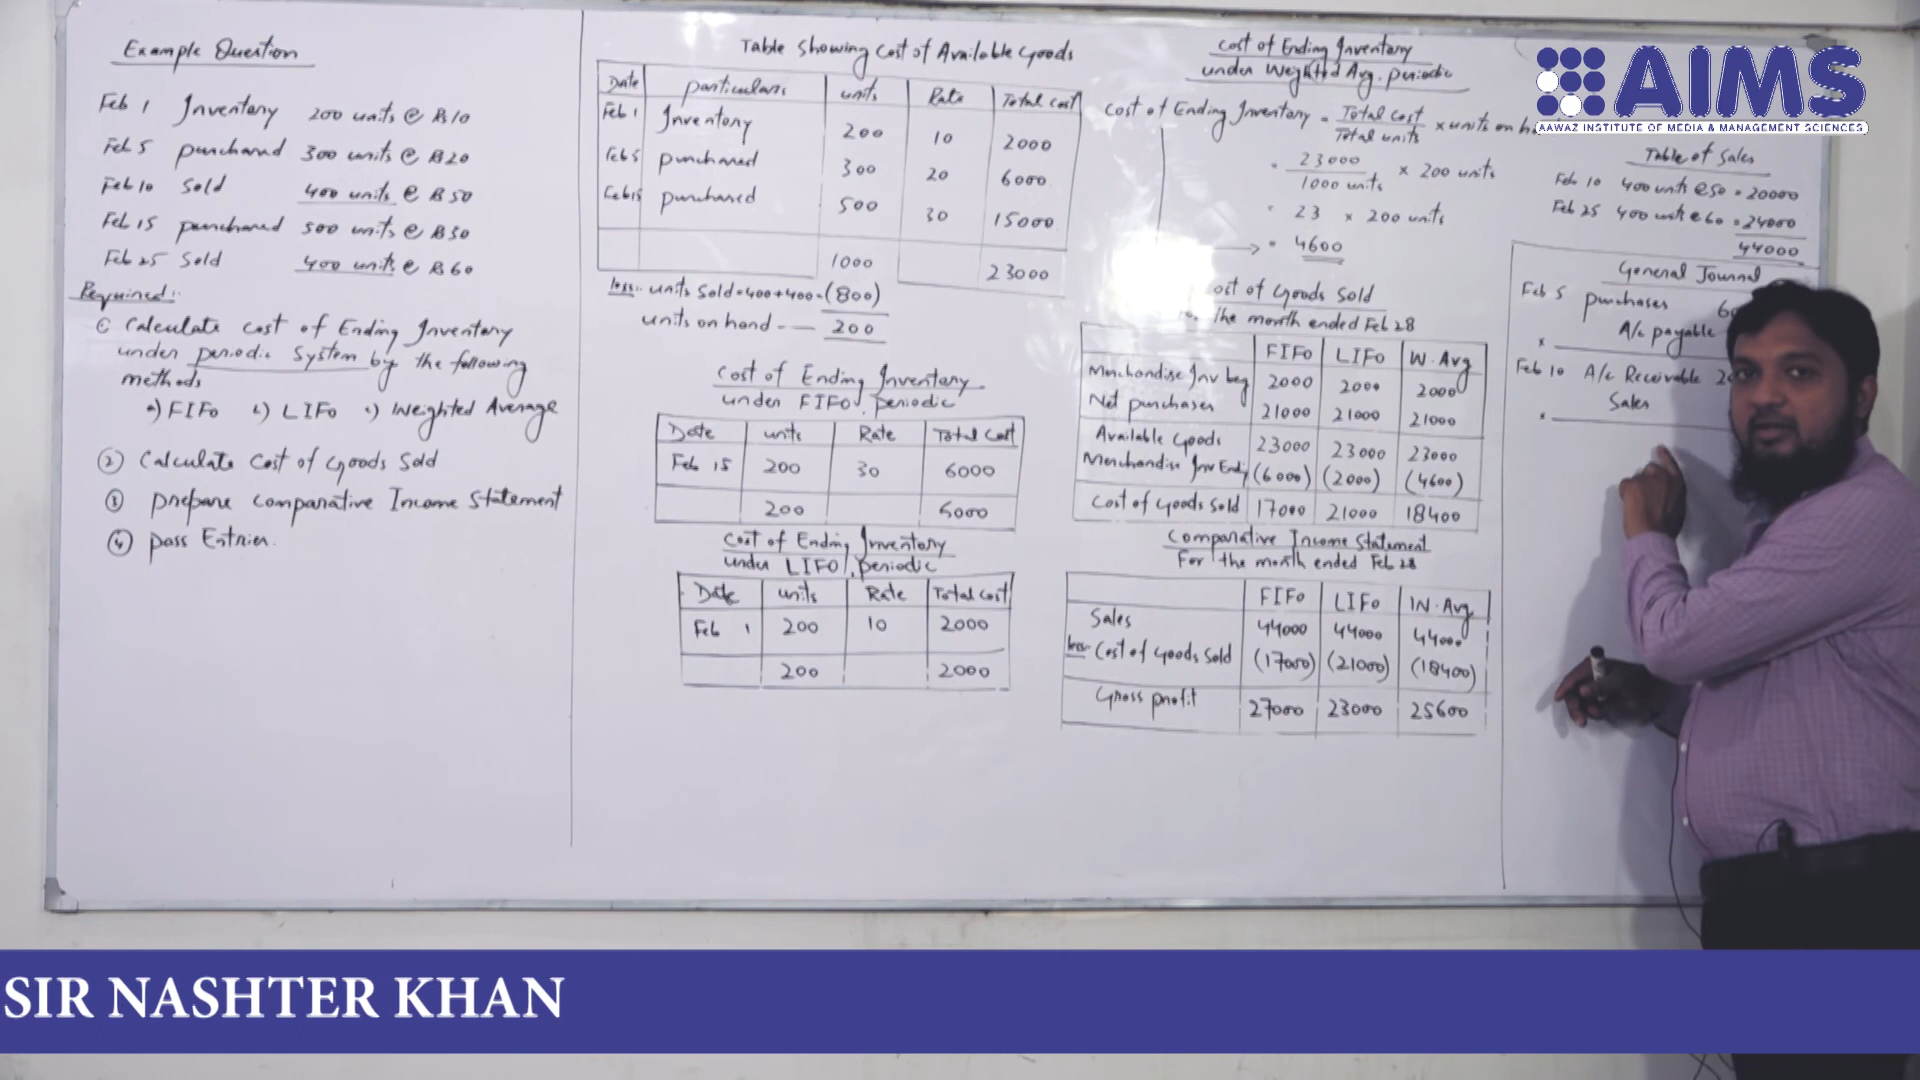 Example Question
Feb 1 Inventory 200 units @ Rs10
Feb 5 purchased 300 units @ Rs20
Feb 10 Sold 400 units @ Rs50
Feb 15 purchased 500 units @ Rs30
Feb 25 Sold 400 units @ Rs60
Required:
① Calculate cost of Ending Inventory
under periodic System by the following
methods
a) FIFO b) LIFO c) Weighted Average
② Calculate Cost of Goods Sold
③ prepare comparative Income Statement
④ pass Entries.
Table Showing Cost of Available Goods
Date particulars units Rate Total cost
Feb 1 Inventory 200 10 2000
Feb 5 purchased 300 20 6000
Feb 15 purchased 500 30 15000
1000 23000
less: units Sold = 400+400 = (800)
units on hand -— 200
Cost of Ending Inventory
under FIFO, periodic
Date units Rate Total Cost
Feb 15 200 30 6000
200 6000
Cost of Ending Inventory
under LIFO, periodic
Date units Rate Total cost
Feb 1 200 10 2000
200 2000
Cost of Ending Inventory
under Weighted Avg. periodic
Cost of Ending Inventory = Total Cost / Total units x units on
= 23000 / 1000 units x 200 units
= 23 x 200 units
= 4600
ost of Goods Sold
The month ended Feb 28
FIFO LIFO W. Avg
Merchandise Inv beg 2000 2000 2000
Net purchases 21000 21000 21000
Available Goods 23000 23000 23000
Merchandise Inv End (6000) (2000) (4600)
Cost of Goods Sold 17000 21000 18400
Comparative Income Statement
For the month ended Feb 28
FIFO LIFO W. Avg
Sales 44000 44000 44000
less Cost of Goods Sold (17000) (21000) (18400)
Gross profit 27000 23000 25600
AIMS
AAWAZ INSTITUTE OF MEDIA & MANAGEMENT SCIENCES
Table of Sales
Feb 10 400 units @ 50 = 20000
Feb 25 400 units @ 60 = 24000
44000
General Journal
Feb 5 purchases 60
A/c payable
Feb 10 A/c Receivable 20
Sales
SIR NASHTER KHAN